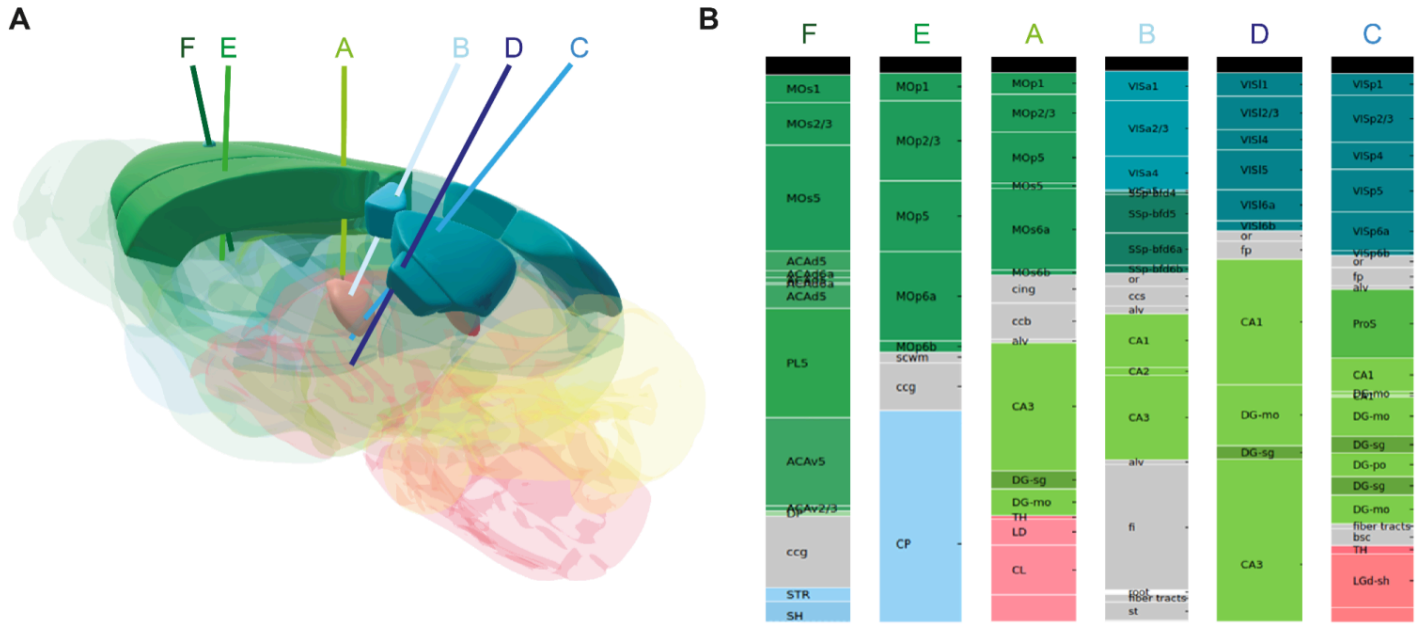 A
B
F
E
A
B
D
C
F
E
A
B
D
C
MOs1
MOs2/3
MOs5
ACAd5
ACAd6a
ACAd6a
ACAd5
PL5
ACAv5
ACAv2/3
DP
ccg
STR
SH
MOp1
MOp2/3
MOp5
MOp6a
MOp6b
scwm
ccg
CP
MOp1
MOp2/3
MOp5
MOs5
MOs6a
MOs6b
cing
ccb
alv
CA3
DG-sg
DG-mo
TH
LD
CL
VISa1
VISa2/3
VISa4
SSp-bfd4
SSp-bfd5
SSp-bfd6a
SSp-bfd6b
or
ccs
alv
CA1
CA2
CA3
alv
fi
root
fiber tracts
st
VISl1
VISl2/3
VISl4
VISl5
VISl6a
VISl6b
or
fp
CA1
DG-mo
DG-sg
CA3
VISp1
VISp2/3
VISp4
VISp5
VISp6a
VISp6b
or
fp
alv
ProS
CA1
DG-mo
CA1
DG-mo
DG-sg
DG-po
DG-sg
DG-mo
fiber tracts
bsc
TH
LGd-sh